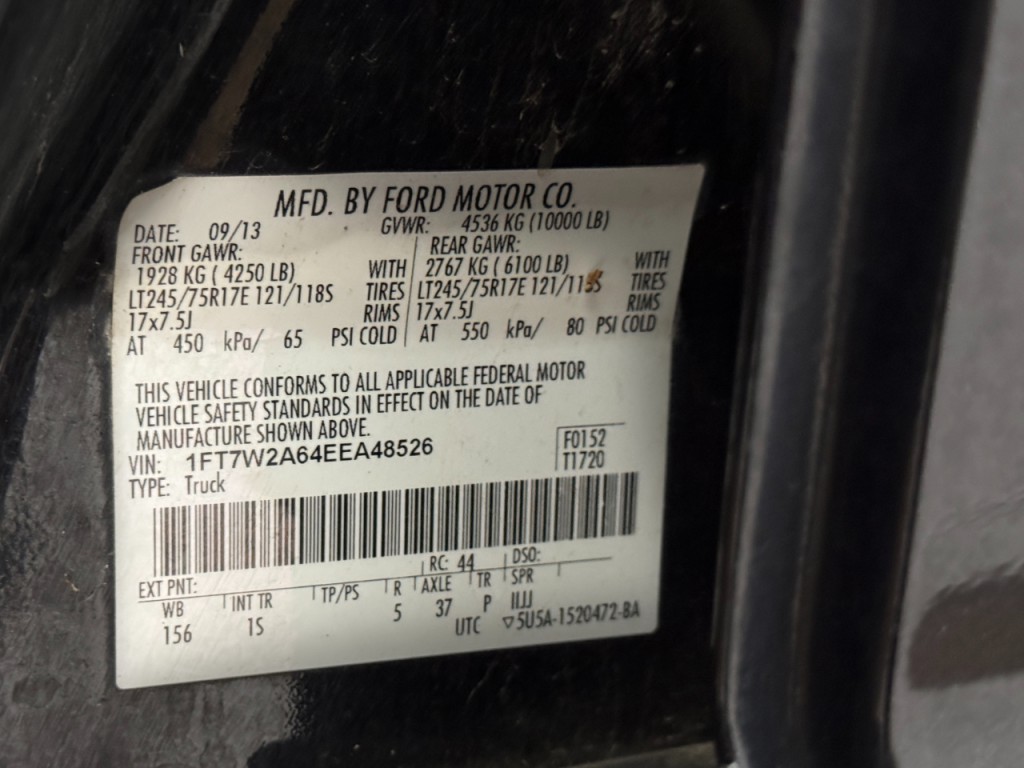 MFD. BY FORD MOTOR CO.
DATE: 09/13 GVWR: 4536 KG (10000 LB)
FRONT GAWR: REAR GAWR:
1928 KG ( 4250 LB) WITH 2767 KG ( 6100 LB) WITH
LT245/75R17E 121/118S TIRES LT245/75R17E 121/118S TIRES
17x7.5J RIMS 17x7.5J RIMS
AT 450 kPa/ 65 PSI COLD AT 550 kPa/ 80 PSI COLD
THIS VEHICLE CONFORMS TO ALL APPLICABLE FEDERAL MOTOR
VEHICLE SAFETY STANDARDS IN EFFECT ON THE DATE OF
MANUFACTURE SHOWN ABOVE.
VIN: 1FT7W2A64EEA48526 F0152
TYPE: Truck T1720
EXT PNT: RC: 44 DSO:
WB INT TR TP/PS R AXLE TR SPR
156 1S 5 37 P IIJJ
UTC ▽5U5A-1520472-BA